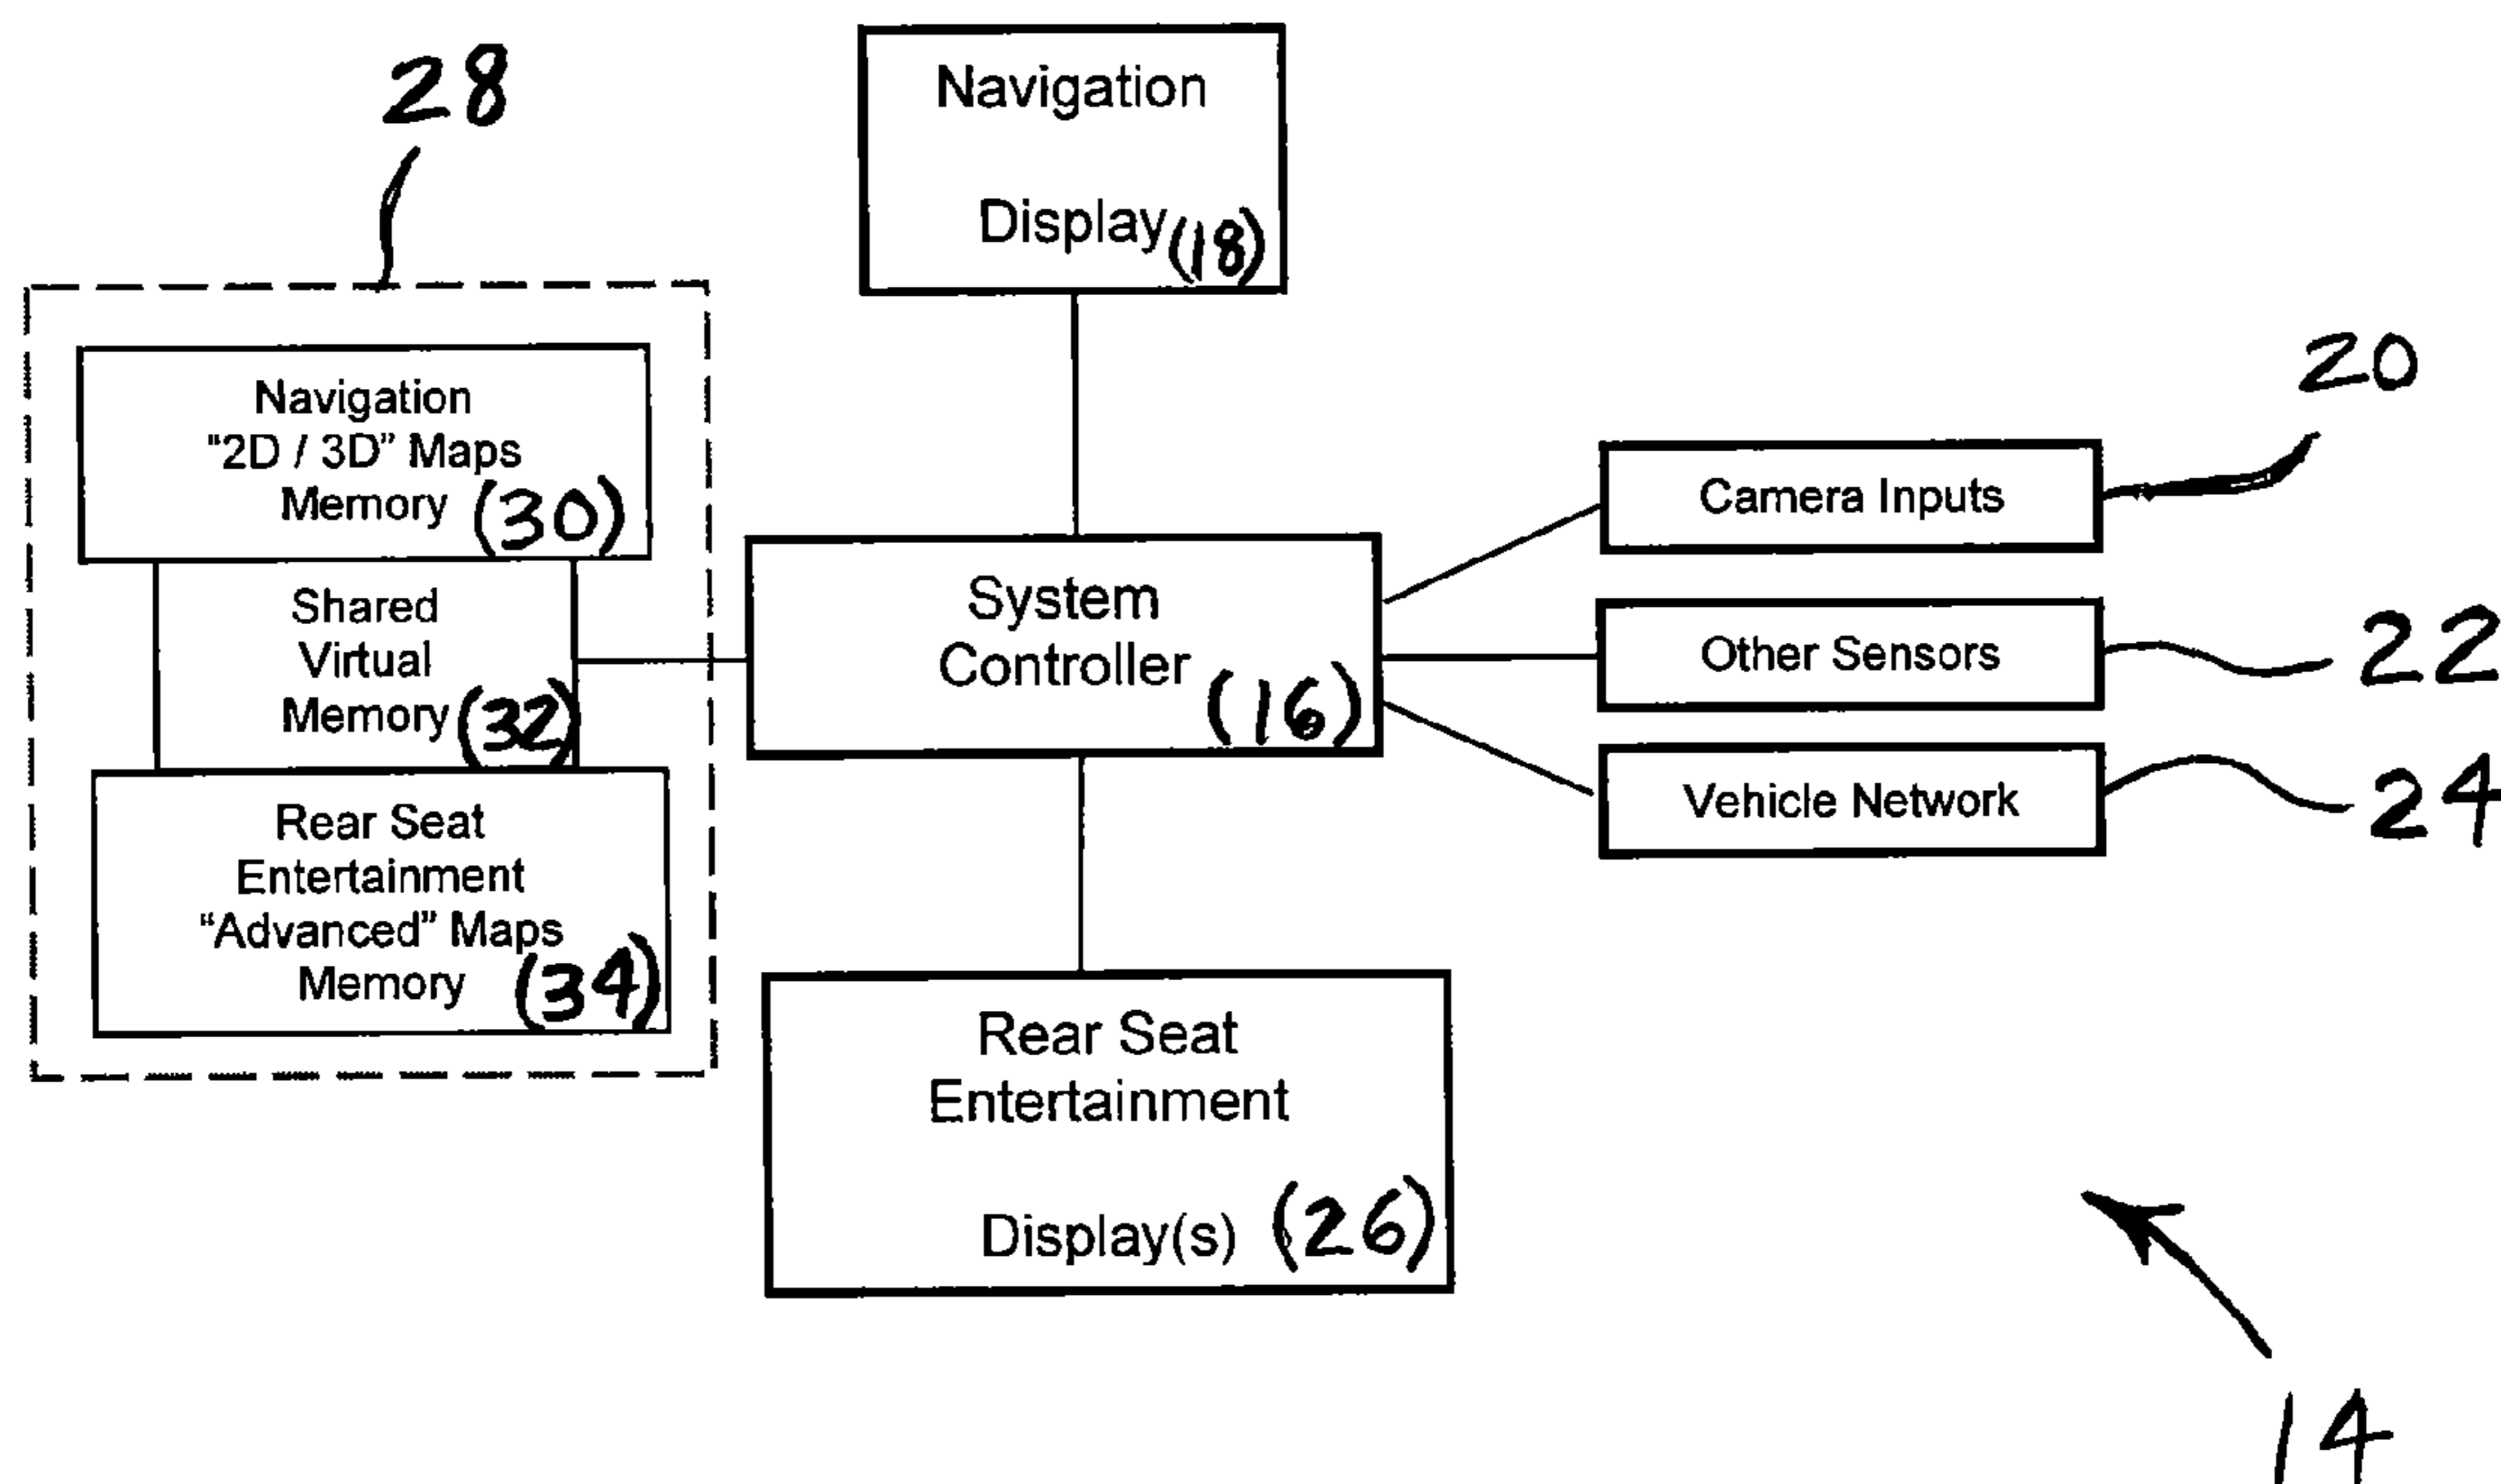 28
Navigation
Display (18)
Navigation
"2D / 3D" Maps
Memory (30)
Shared
Virtual
Memory (32)
Rear Seat
Entertainment
“Advanced” Maps
Memory (34)
System
Controller (16)
Camera Inputs
20
Other Sensors
22
Vehicle Network
24
Rear Seat
Entertainment
Display(s) (26)
14